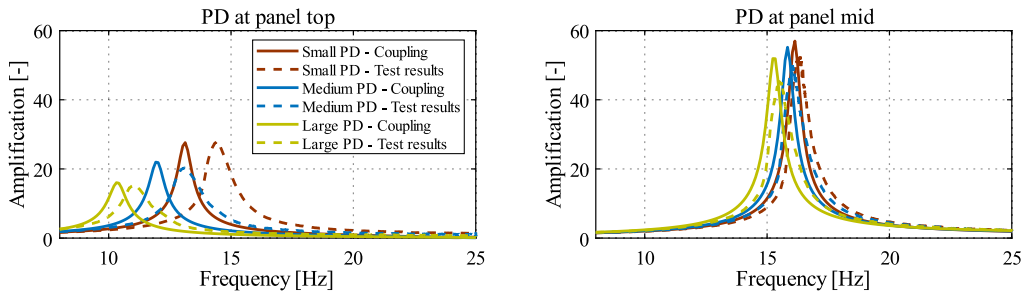 PD at panel top
Amplification [-]
60
40
20
0
10
15
20
25
Frequency [Hz]
Small PD - Coupling
Small PD - Test results
Medium PD - Coupling
Medium PD - Test results
Large PD - Coupling
Large PD - Test results
PD at panel mid
Amplification [-]
60
40
20
0
10
15
20
25
Frequency [Hz]